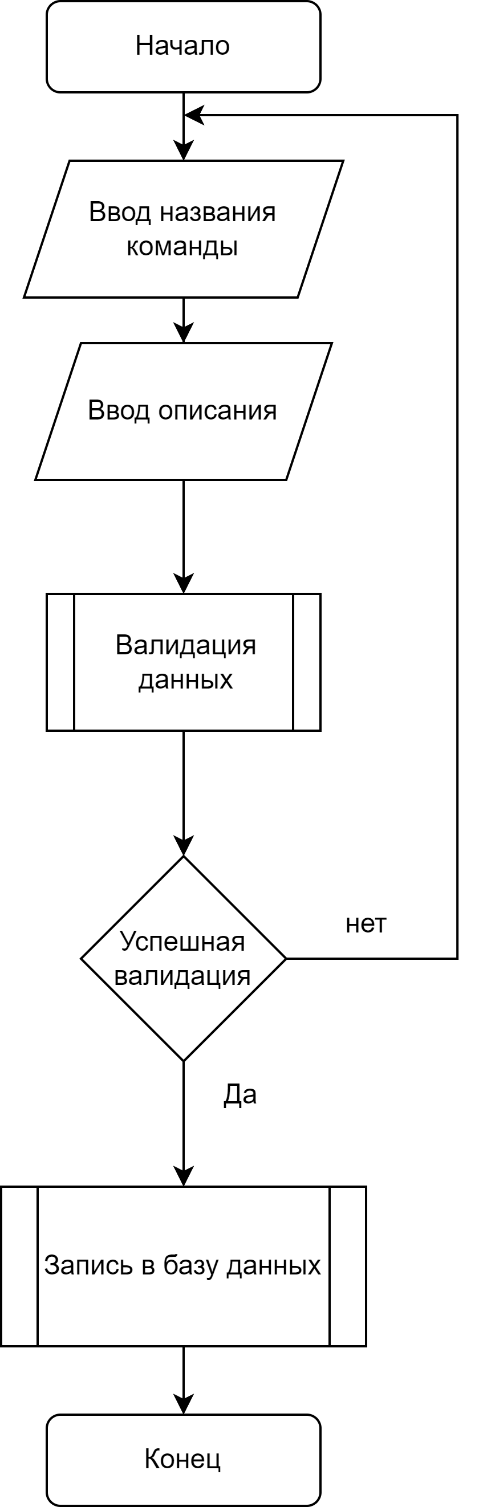 Начало
Ввод названия
команды
Ввод описания
Валидация
данных
Успешная
валидация
нет
Да
Запись в базу данных
Конец